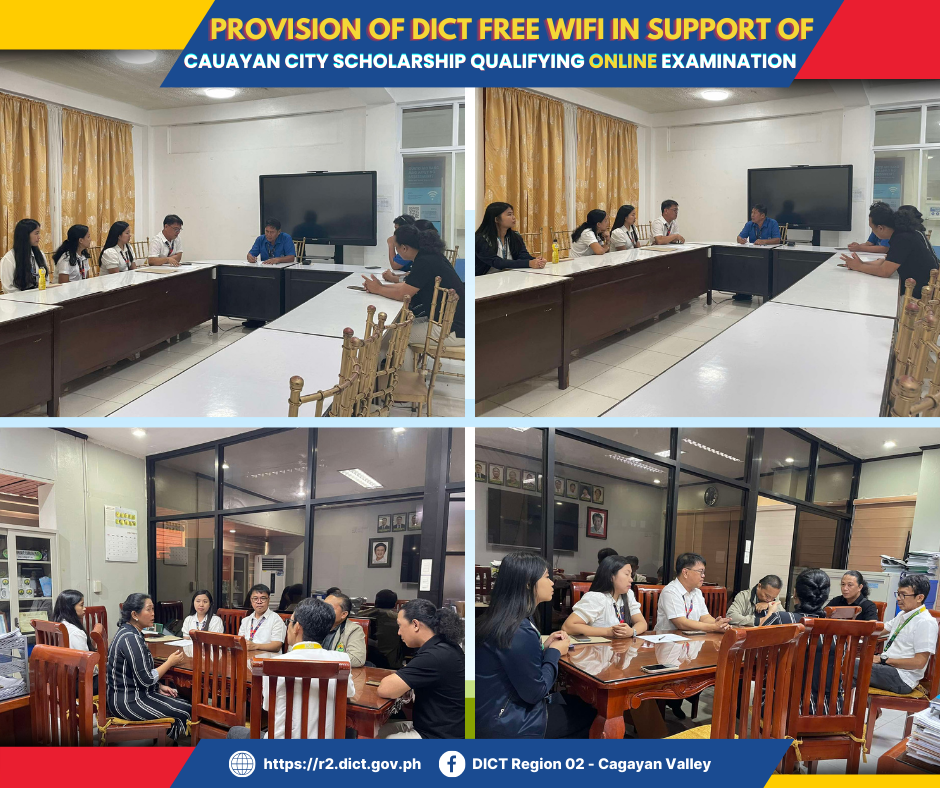 PROVISION OF DICT FREE WIFI IN SUPPORT OF
CAUAYAN CITY SCHOLARSHIP QUALIFYING ONLINE EXAMINATION
https://r2.dict.gov.ph
DICT Region 02 - Cagayan Valley